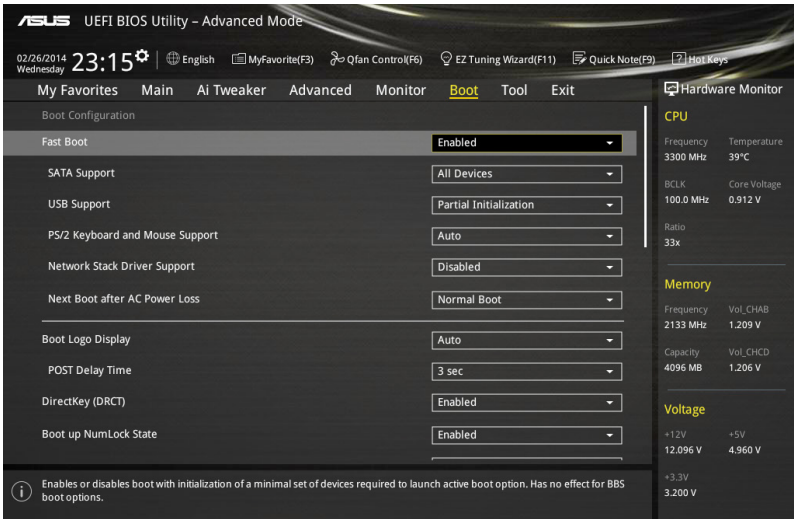 ASUS UEFI BIOS Utility – Advanced Mode
02/26/2014
Wednesday
23:15
English
MyFavorite(F3)
Qfan Control(F6)
EZ Tuning Wizard(F11)
Quick Note(F9)
? Hot Keys
My Favorites Main Ai Tweaker Advanced Monitor Boot Tool Exit
Boot Configuration
Fast Boot Enabled
SATA Support All Devices
USB Support Partial Initialization
PS/2 Keyboard and Mouse Support Auto
Network Stack Driver Support Disabled
Next Boot after AC Power Loss Normal Boot
Boot Logo Display Auto
POST Delay Time 3 sec
DirectKey (DRCT) Enabled
Boot up NumLock State Enabled
i Enables or disables boot with initialization of a minimal set of devices required to launch active boot option. Has no effect for BBS
boot options.
Hardware Monitor
CPU
Frequency Temperature
3300 MHz 39°C
BCLK Core Voltage
100.0 MHz 0.912 V
Ratio
33x
Memory
Frequency Vol_CHAB
2133 MHz 1.209 V
Capacity Vol_CHCD
4096 MB 1.206 V
Voltage
+12V +5V
12.096 V 4.960 V
+3.3V
3.200 V